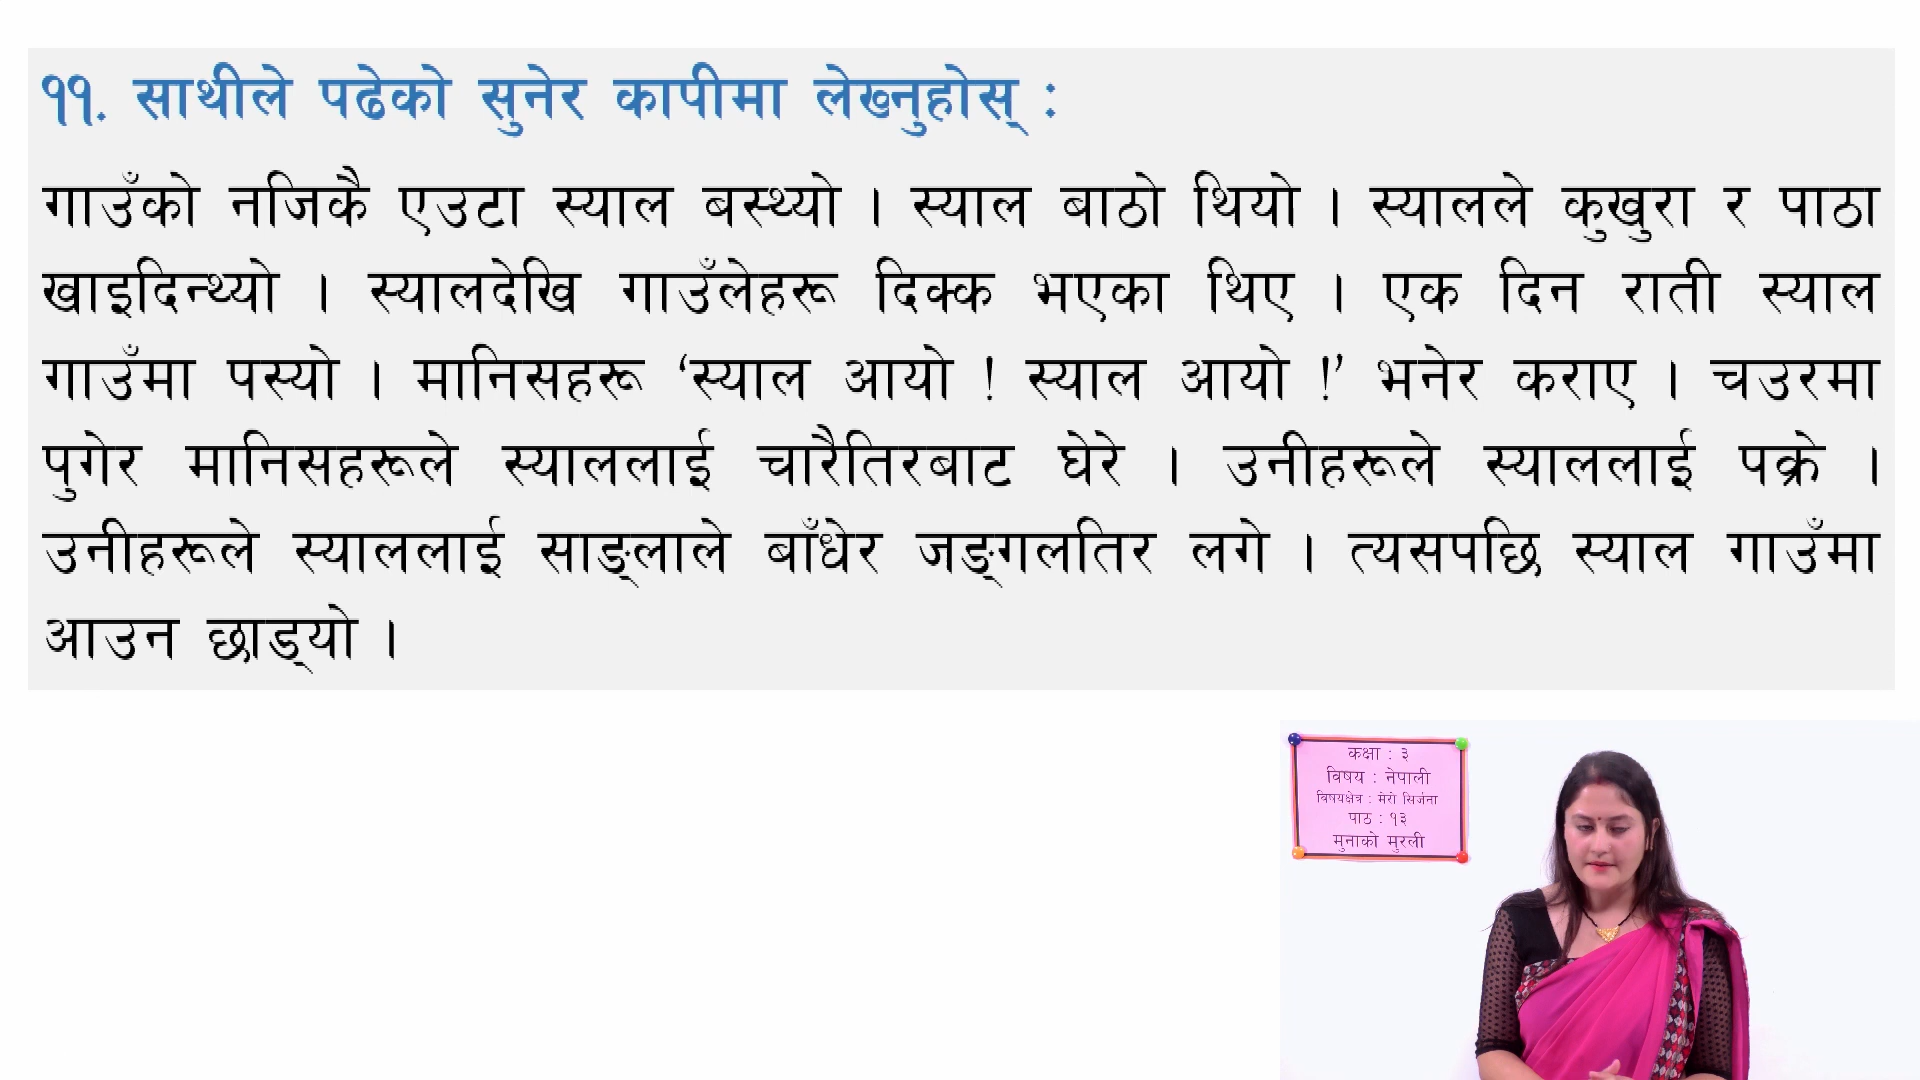 ११. साथीले पढेको सुनेर कापीमा लेख्नुहोस् :
गाउँको नजिकै एउटा स्याल बस्थ्यो । स्याल बाठो थियो । स्यालले कुखुरा र पाठा
खाइदिन्थ्यो । स्यालदेखि गाउँलेहरू दिक्क भएका थिए । एक दिन राती स्याल
गाउँमा पस्यो । मानिसहरू ‘स्याल आयो ! स्याल आयो !’ भनेर कराए । चउरमा
पुगेर मानिसहरूले स्याललाई चारैतिरबाट घेरे । उनीहरूले स्याललाई पक्रे ।
उनीहरूले स्याललाई साङ्लाले बाँधेर जङ्गलतिर लगे । त्यसपछि स्याल गाउँमा
आउन छाड्यो ।
कक्षा : ३
विषय : नेपाली
विषयक्षेत्र : मेरो सिर्जना
पाठ : १३
मुनाको मुरली